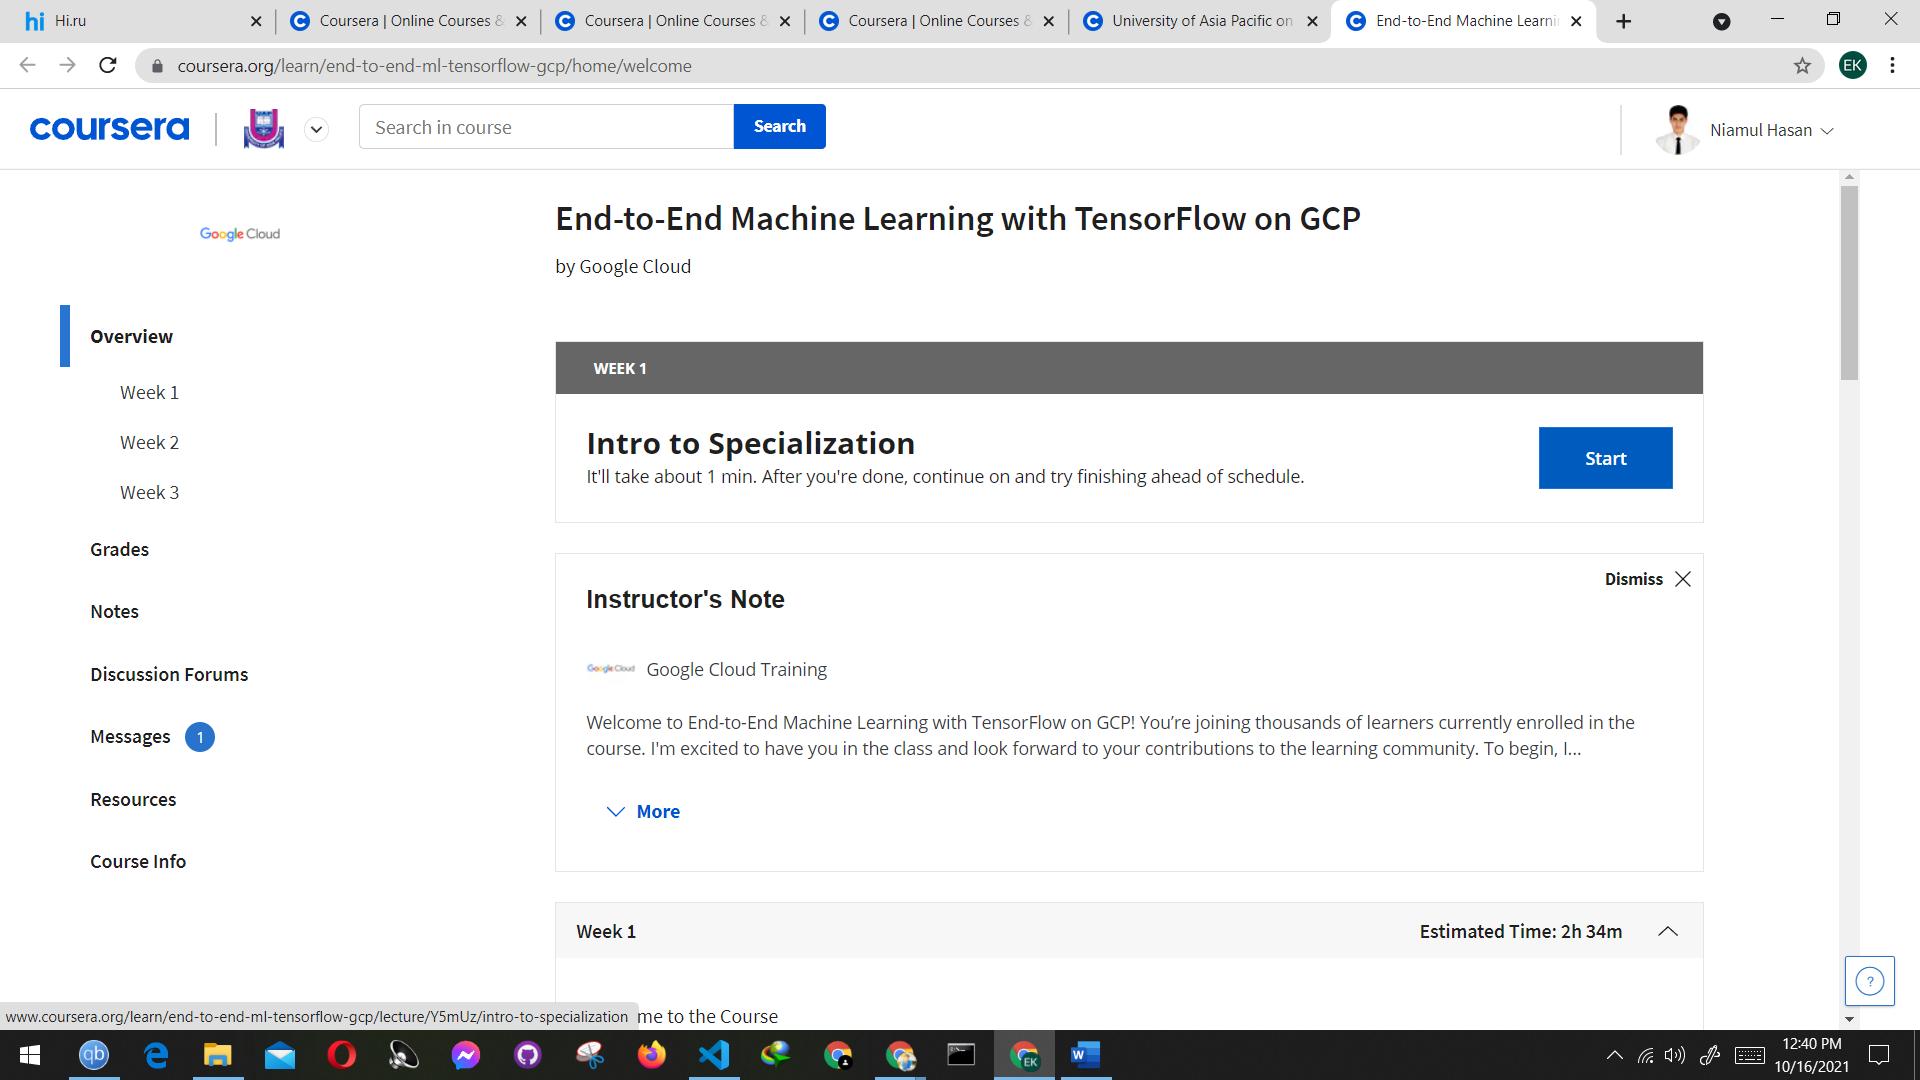 hi Hi.ru
Coursera | Online Courses &
Coursera | Online Courses &
Coursera | Online Courses &
University of Asia Pacific on
End-to-End Machine Learni
coursera.org/learn/end-to-end-ml-tensorflow-gcp/home/welcome
EK
coursera
Search in course
Search
Niamul Hasan
Google Cloud
Overview
Week 1
Week 2
Week 3
Grades
Notes
Discussion Forums
Messages 1
Resources
Course Info
End-to-End Machine Learning with TensorFlow on GCP
by Google Cloud
WEEK 1
Intro to Specialization
It'll take about 1 min. After you're done, continue on and try finishing ahead of schedule.
Start
Dismiss
Instructor's Note
Google Cloud Google Cloud Training
Welcome to End-to-End Machine Learning with TensorFlow on GCP! You’re joining thousands of learners currently enrolled in the
course. I'm excited to have you in the class and look forward to your contributions to the learning community. To begin, I...
More
Week 1
Estimated Time: 2h 34m
me to the Course
www.coursera.org/learn/end-to-end-ml-tensorflow-gcp/lecture/Y5mUz/intro-to-specialization
?
qb
EK
W
12:40 PM
10/16/2021